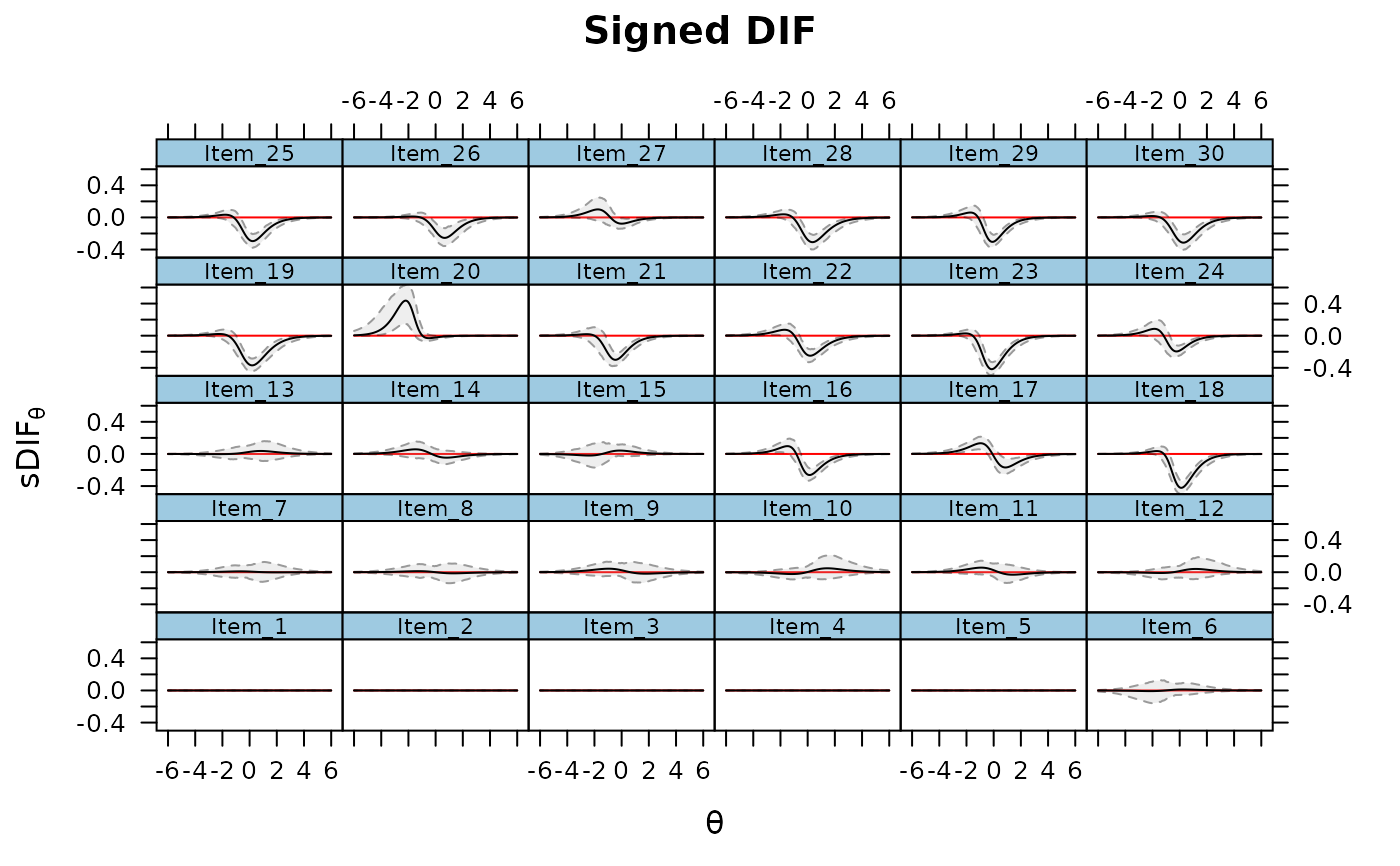 Signed DIF
-6 -4 -2 0 2 4 6 -6 -4 -2 0 2 4 6 -6 -4 -2 0 2 4 6
Item_25 Item_26 Item_27 Item_28 Item_29 Item_30
0.4
0.0
-0.4
Item_19 Item_20 Item_21 Item_22 Item_23 Item_24
0.4
0.0
-0.4
Item_13 Item_14 Item_15 Item_16 Item_17 Item_18
0.4
0.0
-0.4
Item_7 Item_8 Item_9 Item_10 Item_11 Item_12
0.4
0.0
-0.4
Item_1 Item_2 Item_3 Item_4 Item_5 Item_6
0.4
0.0
-0.4
-6 -4 -2 0 2 4 6 -6 -4 -2 0 2 4 6 -6 -4 -2 0 2 4 6
θ
sDIFθ